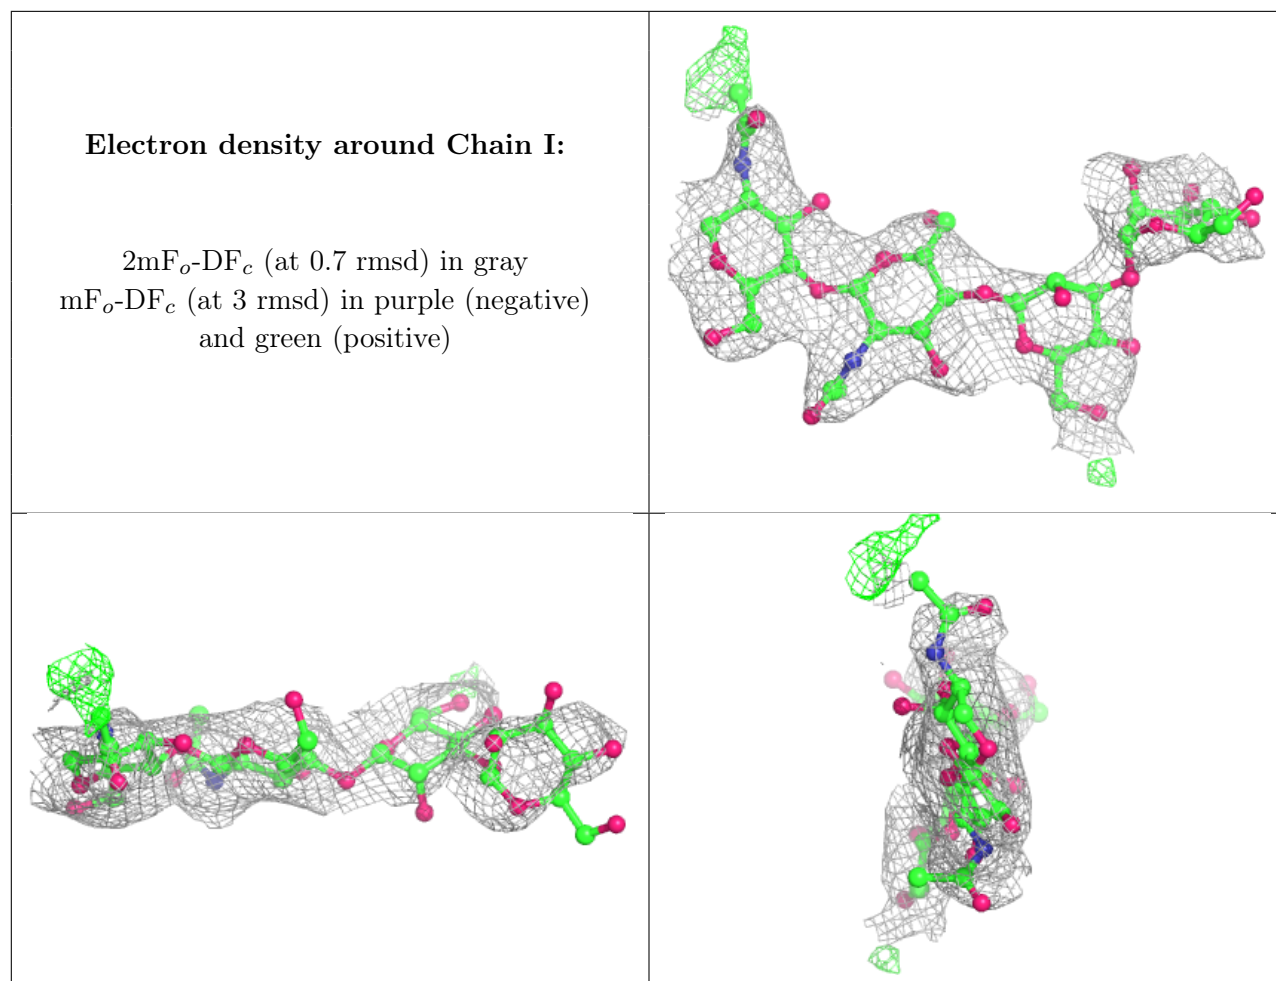 Electron density around Chain I:
2mFo-DFc (at 0.7 rmsd) in gray
mFo-DFc (at 3 rmsd) in purple (negative)
and green (positive)